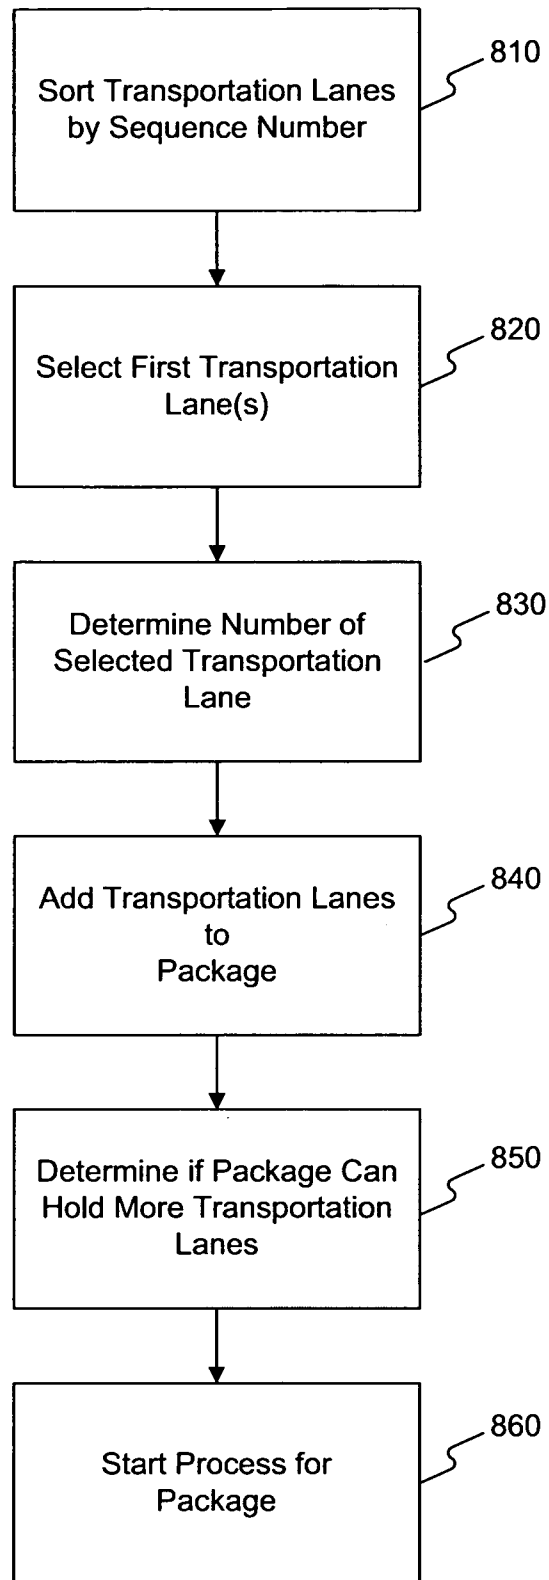 810
Sort Transportation Lanes
by Sequence Number
820
Select First Transportation
Lane(s)
830
Determine Number of
Selected Transportation
Lane
840
Add Transportation Lanes
to
Package
850
Determine if Package Can
Hold More Transportation
Lanes
860
Start Process for
Package